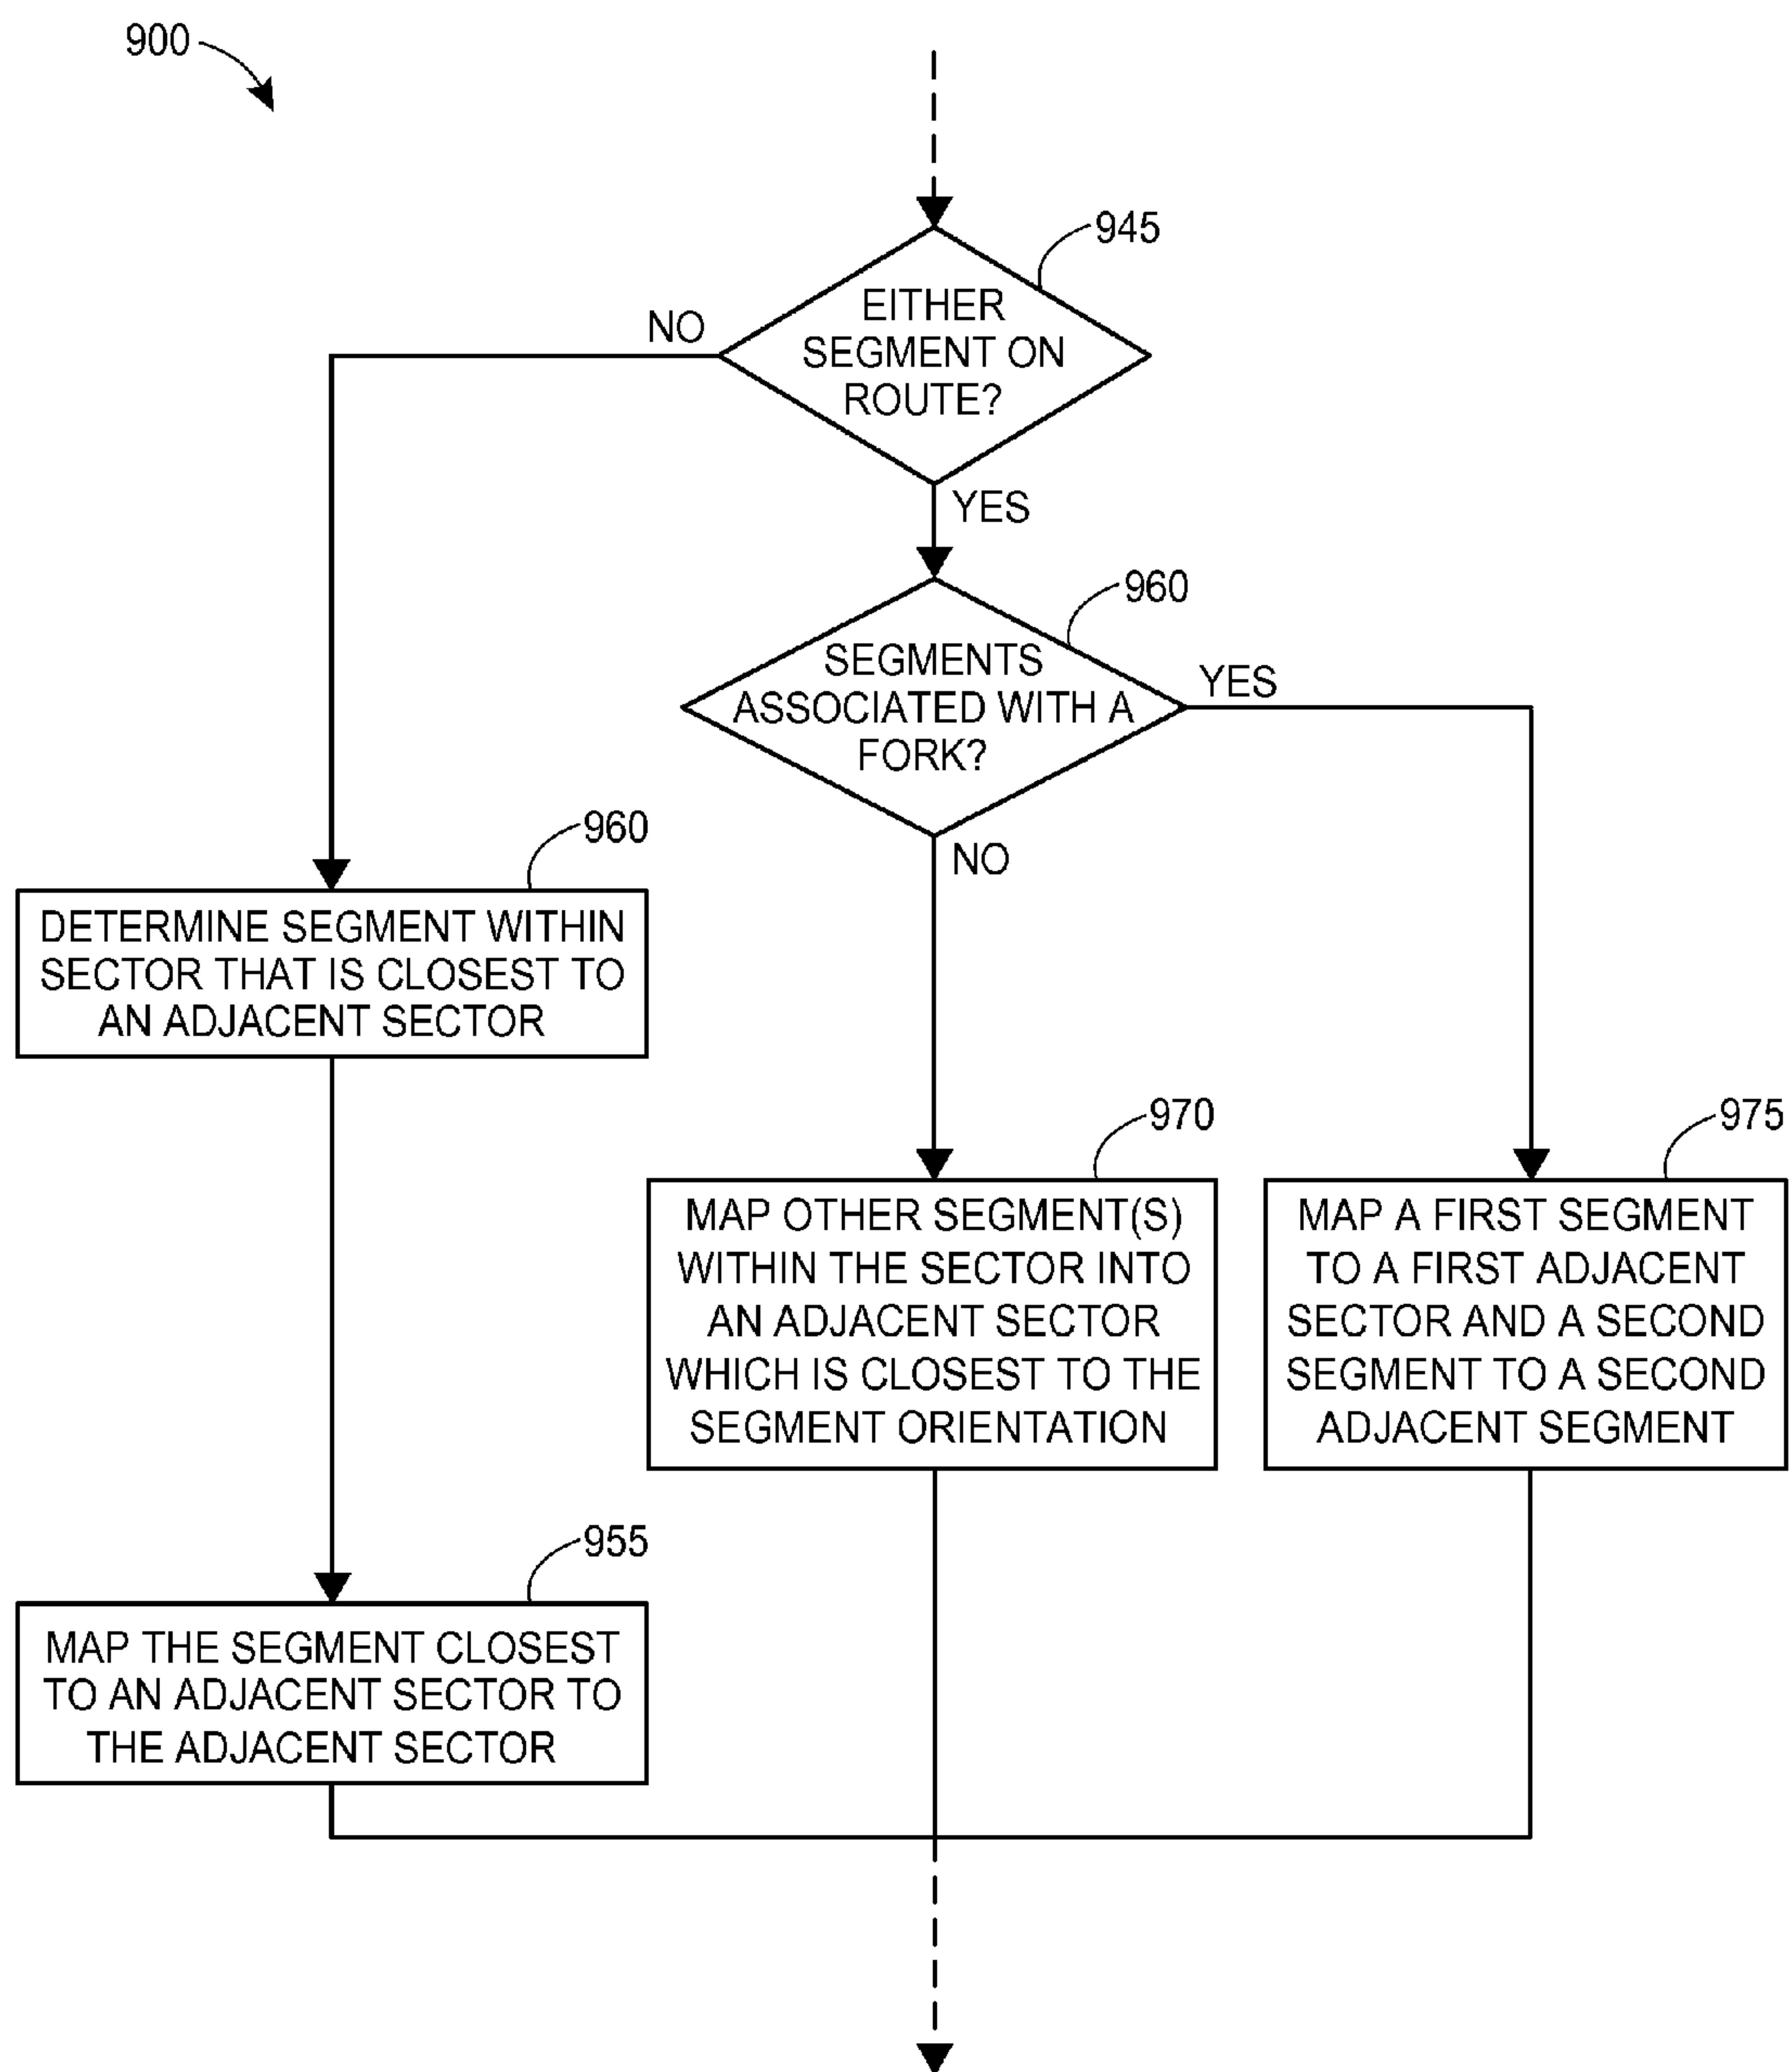 900
945
EITHER
SEGMENT ON
ROUTE?
NO
YES
960
SEGMENTS
ASSOCIATED WITH A
FORK?
YES
NO
960
DETERMINE SEGMENT WITHIN
SECTOR THAT IS CLOSEST TO
AN ADJACENT SECTOR
970
MAP OTHER SEGMENT(S)
WITHIN THE SECTOR INTO
AN ADJACENT SECTOR
WHICH IS CLOSEST TO THE
SEGMENT ORIENTATION
975
MAP A FIRST SEGMENT
TO A FIRST ADJACENT
SECTOR AND A SECOND
SEGMENT TO A SECOND
ADJACENT SEGMENT
955
MAP THE SEGMENT CLOSEST
TO AN ADJACENT SECTOR TO
THE ADJACENT SECTOR